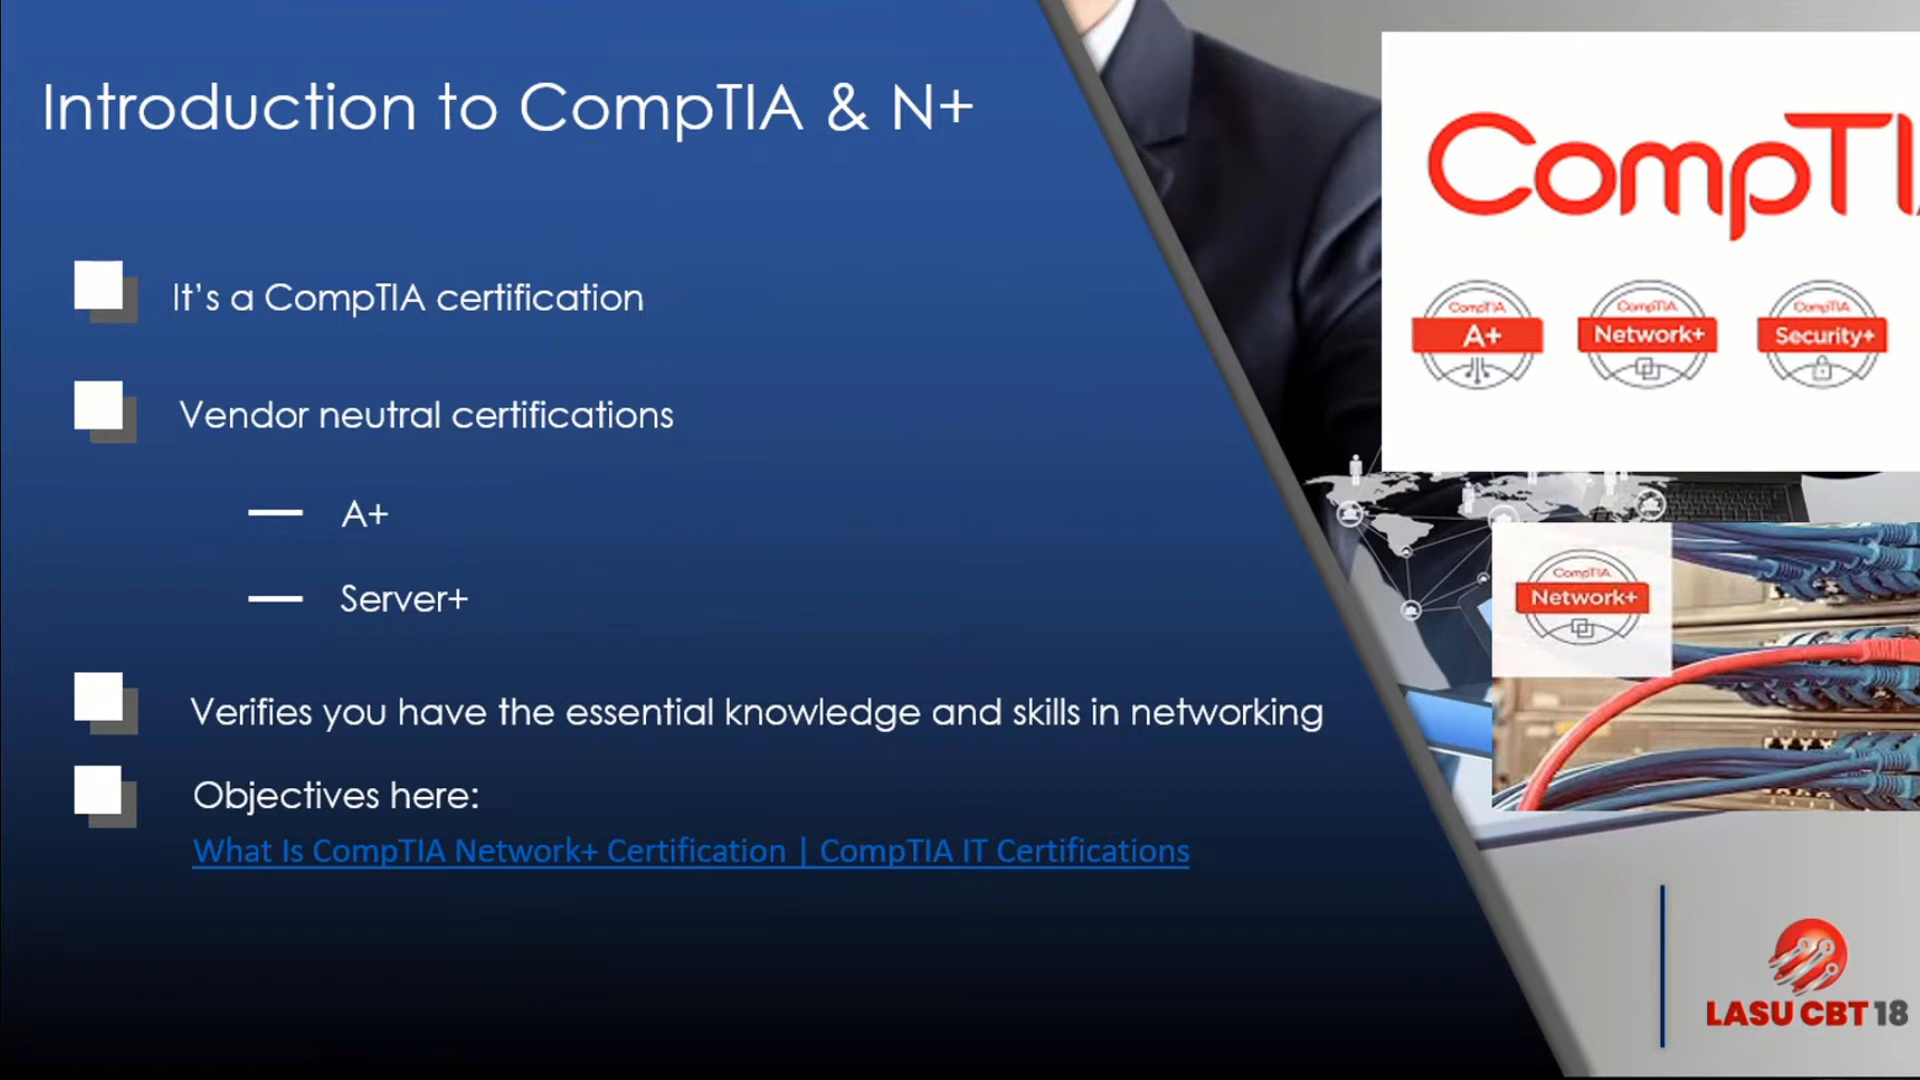 Introduction to CompTIA & N+
It's a CompTIA certification
Vendor neutral certifications
A+
Server+
Verifies you have the essential knowledge and skills in networking
Objectives here:
What Is CompTIA Network+ Certification | CompTIA IT Certifications
CompTIA
CompTIA
A+
CompTIA
Network+
CompTIA
Security+
CompTIA
Network+
LASU CBT 18